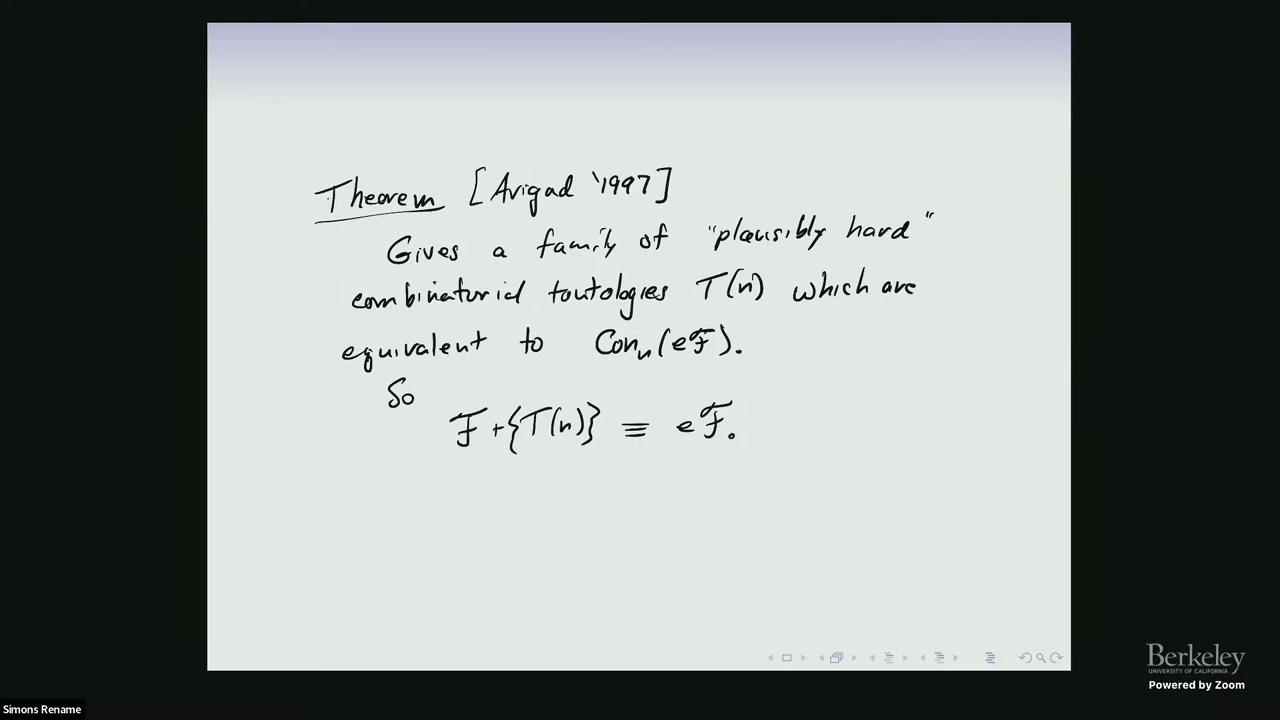 Theorem [Avigad '1997]
Gives a family of "plausibly hard"
combinatorial tautologies T(n) which are
equivalent to Conₙ(eℱ).
So
ℱ+{T(n)} ≡ eℱ.
Berkeley
UNIVERSITY OF CALIFORNIA
Powered by Zoom
Simons Rename